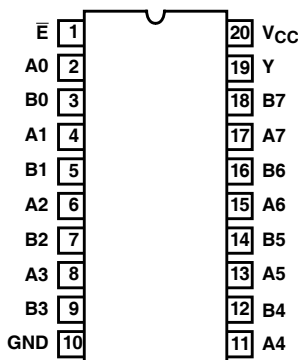 E̅ 1 20 VCC
A0 2 19 Y
B0 3 18 B7
A1 4 17 A7
B1 5 16 B6
A2 6 15 A6
B2 7 14 B5
A3 8 13 A5
B3 9 12 B4
GND 10 11 A4